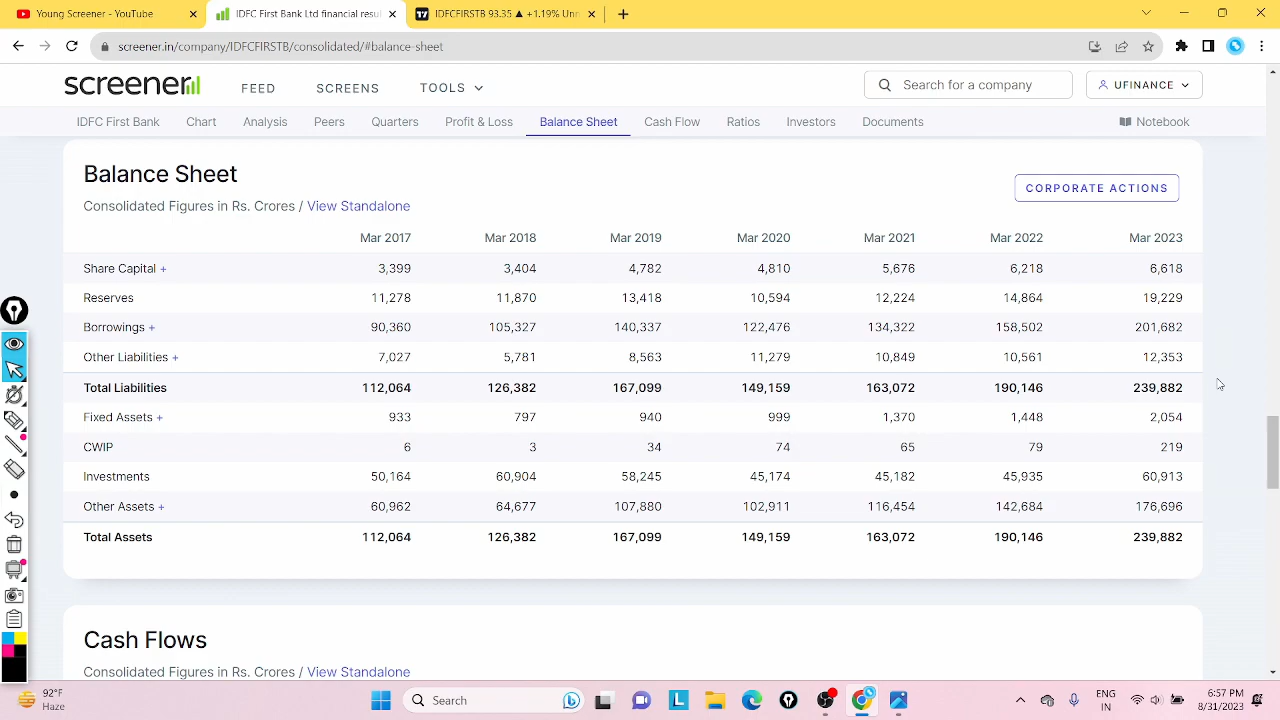 Young Screener - YouTube
IDFC First Bank Ltd financial resul
IDFCFIRSTB 93.35 ▲ +1.19% Unn
screener.in/company/IDFCFIRSTB/consolidated/#balance-sheet
screener
FEED SCREENS TOOLS
Search for a company
UFINANCE
IDFC First Bank Chart Analysis Peers Quarters Profit & Loss Balance Sheet Cash Flow Ratios Investors Documents Notebook
Balance Sheet
CORPORATE ACTIONS
Consolidated Figures in Rs. Crores / View Standalone
Mar 2017 Mar 2018 Mar 2019 Mar 2020 Mar 2021 Mar 2022 Mar 2023
Share Capital + 3,399 3,404 4,782 4,810 5,676 6,218 6,618
Reserves 11,278 11,870 13,418 10,594 12,224 14,864 19,229
Borrowings + 90,360 105,327 140,337 122,476 134,322 158,502 201,682
Other Liabilities + 7,027 5,781 8,563 11,279 10,849 10,561 12,353
Total Liabilities 112,064 126,382 167,099 149,159 163,072 190,146 239,882
Fixed Assets + 933 797 940 999 1,370 1,448 2,054
CWIP 6 3 34 74 65 79 219
Investments 50,164 60,904 58,245 45,174 45,182 45,935 60,913
Other Assets + 60,962 64,677 107,880 102,911 116,454 142,684 176,696
Total Assets 112,064 126,382 167,099 149,159 163,072 190,146 239,882
Cash Flows
Consolidated Figures in Rs. Crores / View Standalone
92°F
Haze
Search
ENG
IN
6:57 PM
8/31/2023